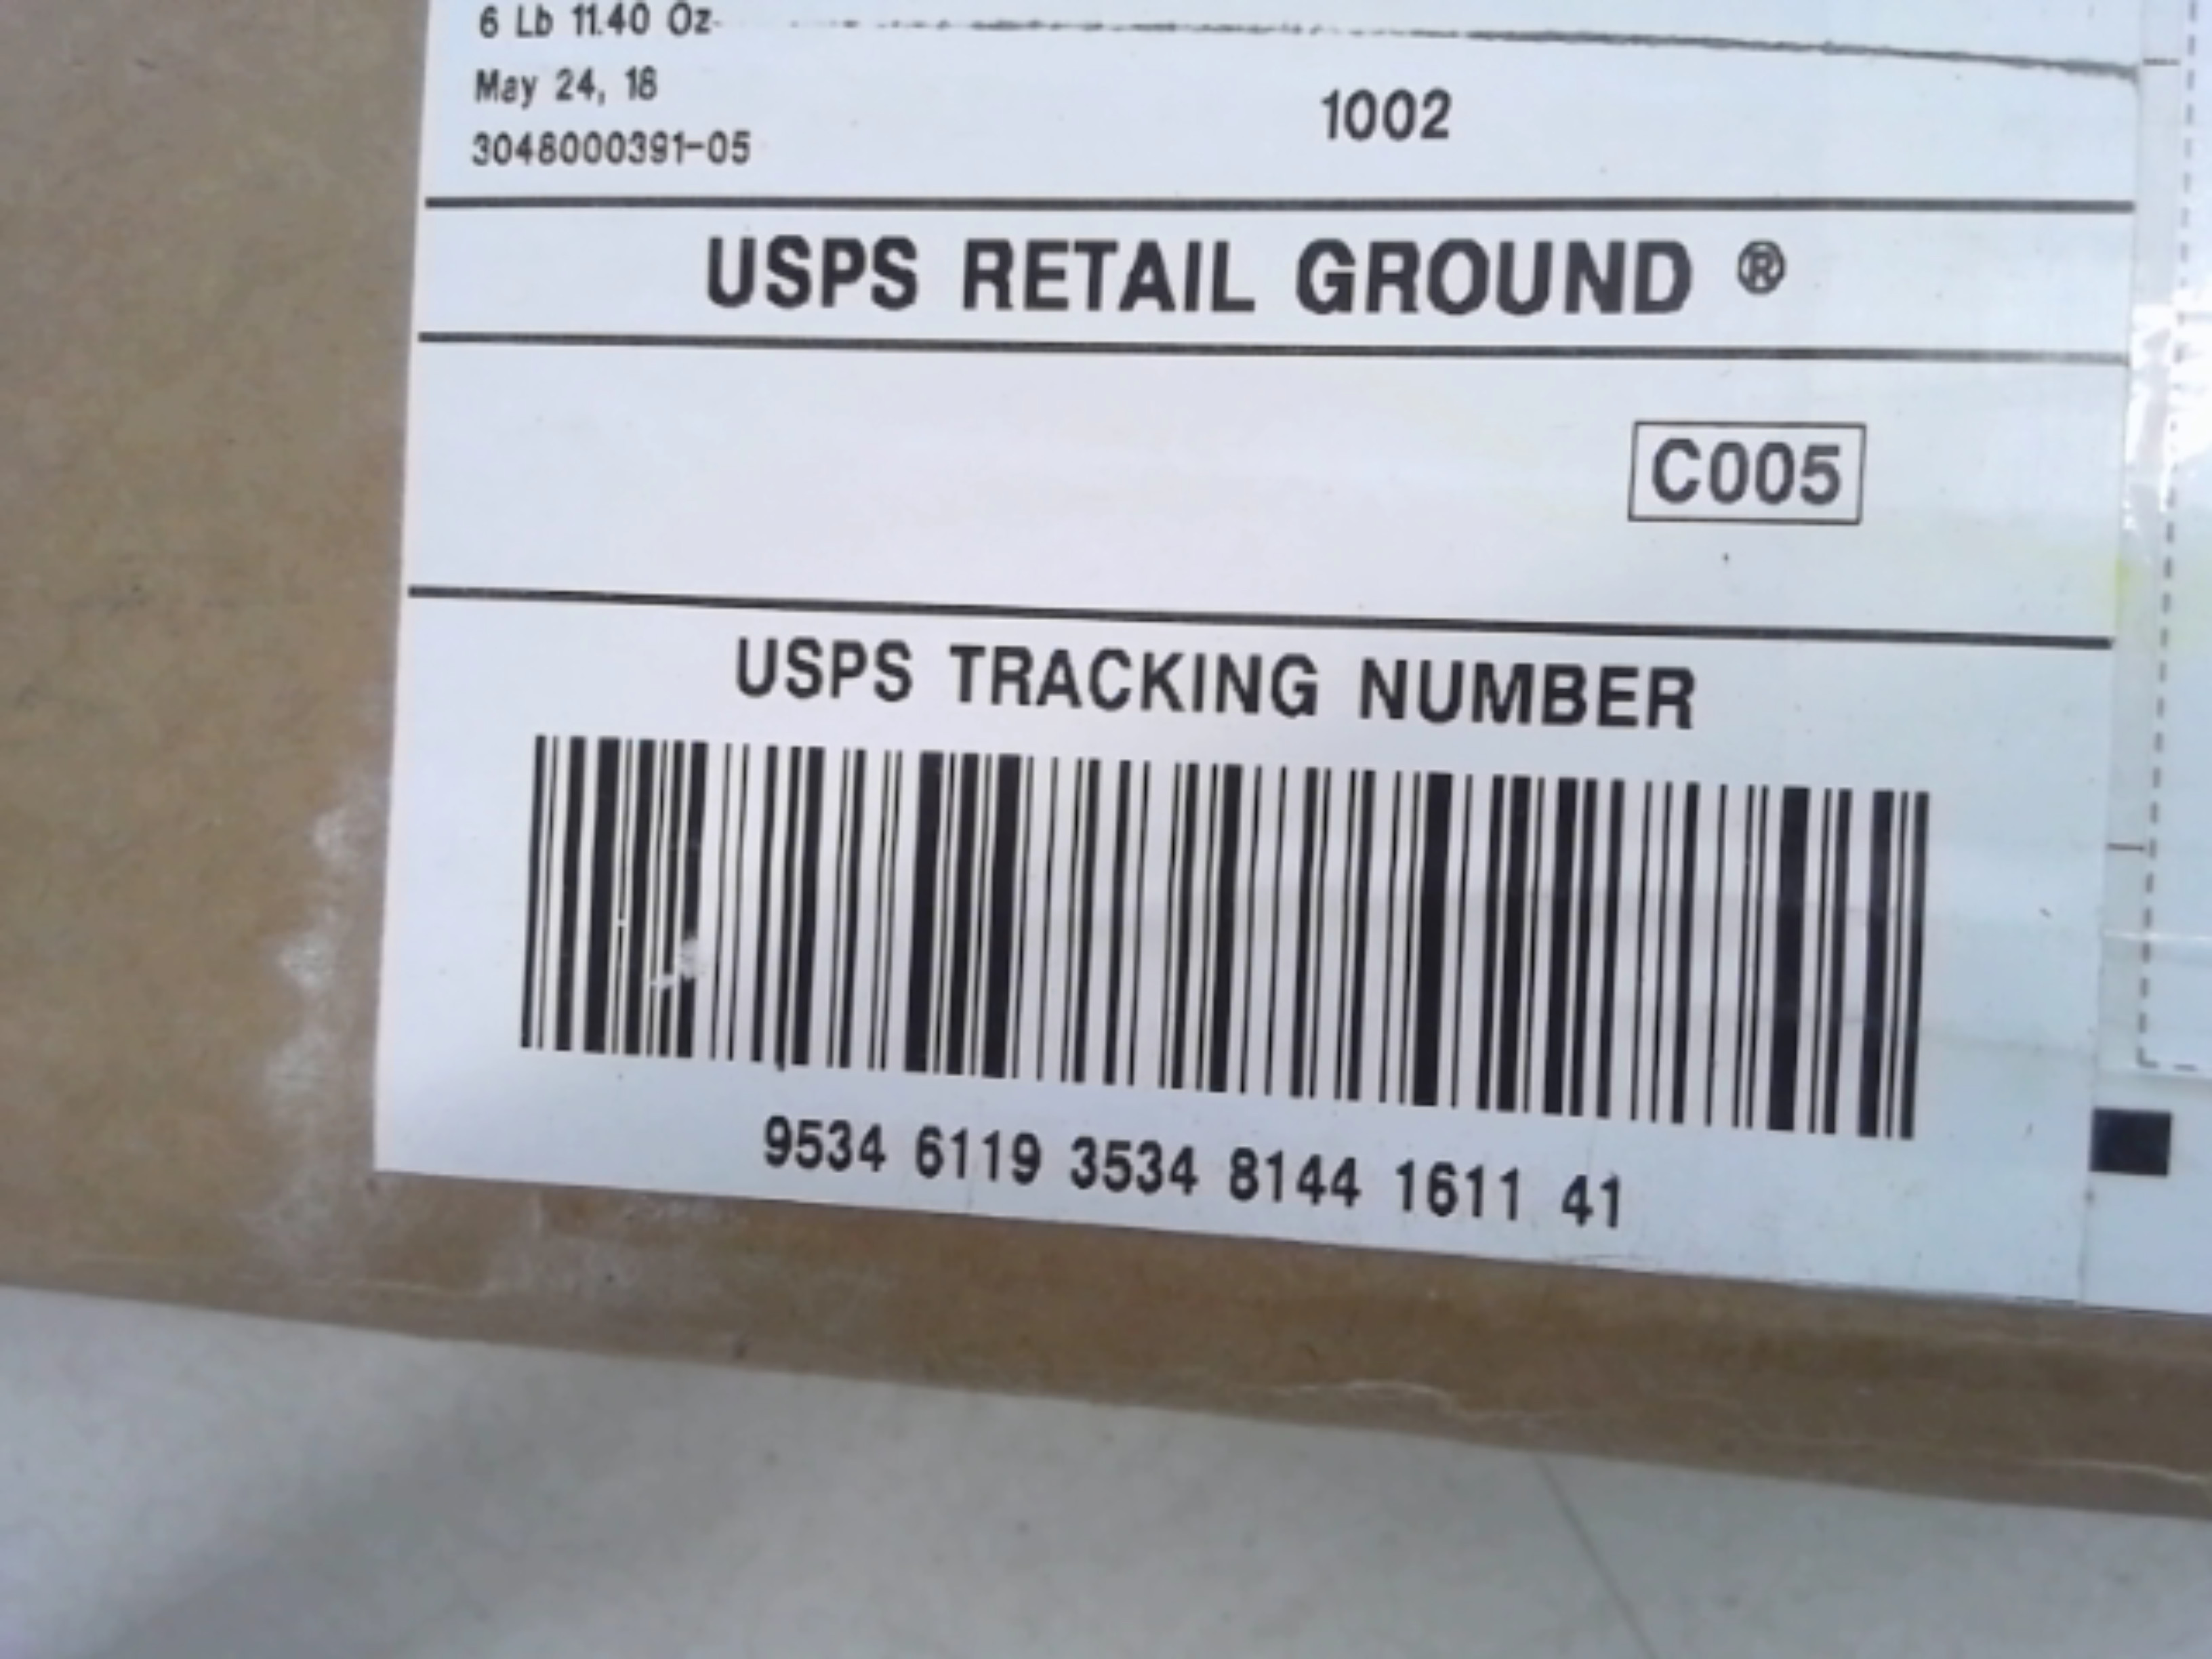 6 Lb 11.40 Oz
May 24, 18
3048000391-05
1002
USPS RETAIL GROUND ®
C005
USPS TRACKING NUMBER
9534 6119 3534 8144 1611 41